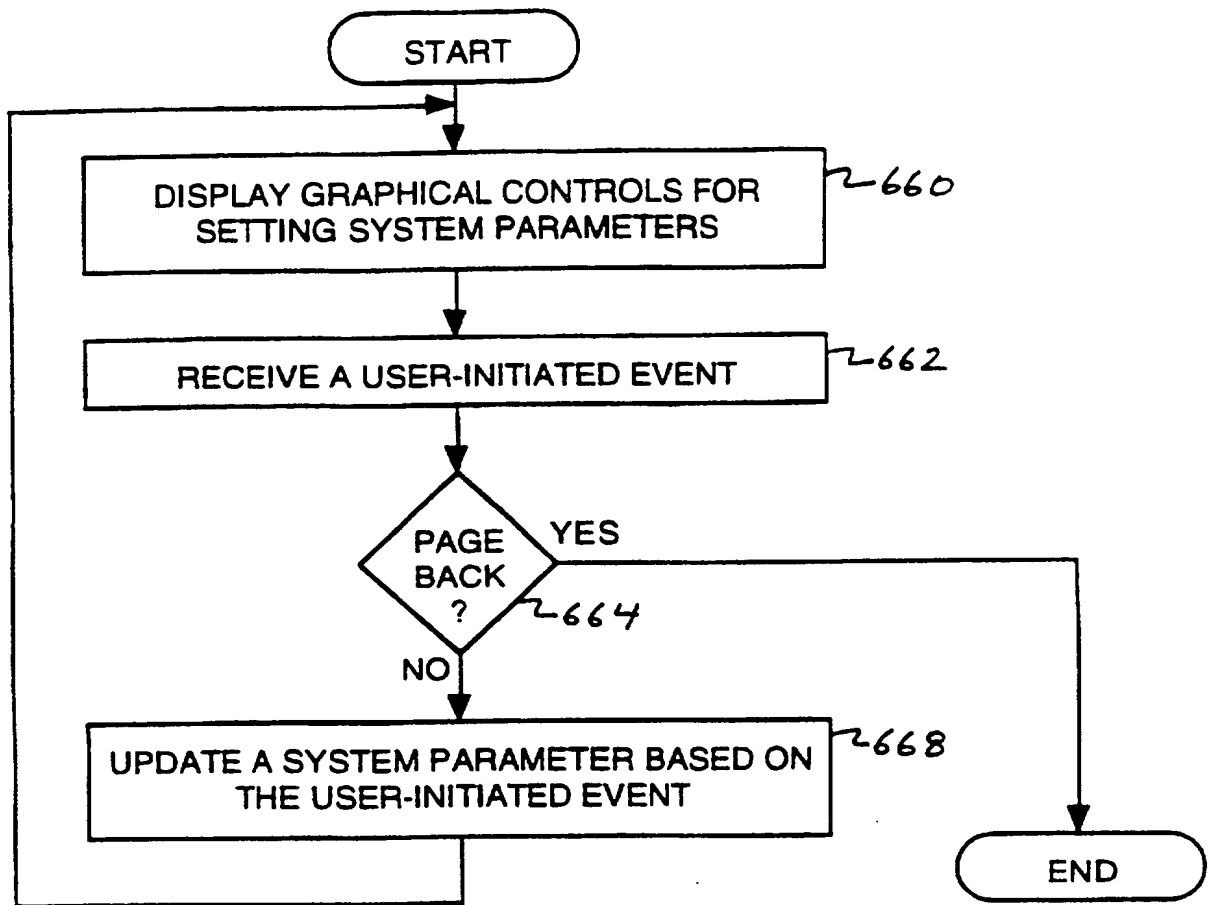 START
DISPLAY GRAPHICAL CONTROLS FOR
SETTING SYSTEM PARAMETERS
660
RECEIVE A USER-INITIATED EVENT
662
PAGE
BACK
?
YES
664
NO
UPDATE A SYSTEM PARAMETER BASED ON
THE USER-INITIATED EVENT
668
END